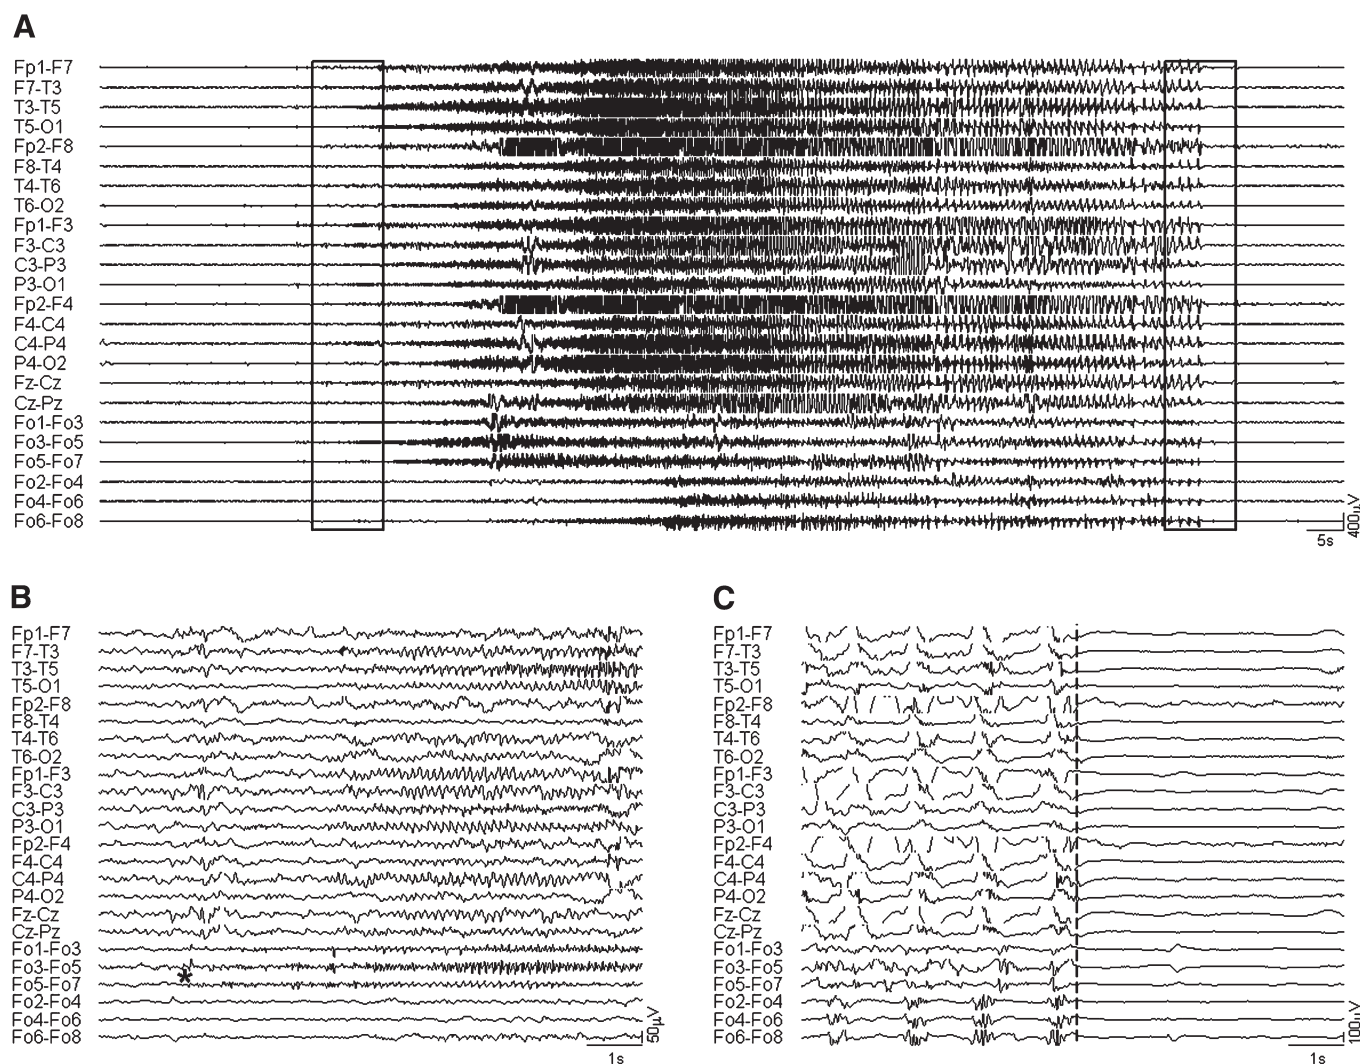 A
Fp1-F7
F7-T3
T3-T5
T5-O1
Fp2-F8
F8-T4
T4-T6
T6-O2
Fp1-F3
F3-C3
C3-P3
P3-O1
Fp2-F4
F4-C4
C4-P4
P4-O2
Fz-Cz
Cz-Pz
Fo1-Fo3
Fo3-Fo5
Fo5-Fo7
Fo2-Fo4
Fo4-Fo6
Fo6-Fo8
400µV
5s
B
Fp1-F7
F7-T3
T3-T5
T5-O1
Fp2-F8
F8-T4
T4-T6
T6-O2
Fp1-F3
F3-C3
C3-P3
P3-O1
Fp2-F4
F4-C4
C4-P4
P4-O2
Fz-Cz
Cz-Pz
Fo1-Fo3
Fo3-Fo5
*
Fo5-Fo7
Fo2-Fo4
Fo4-Fo6
Fo6-Fo8
50µV
1s
C
Fp1-F7
F7-T3
T3-T5
T5-O1
Fp2-F8
F8-T4
T4-T6
T6-O2
Fp1-F3
F3-C3
C3-P3
P3-O1
Fp2-F4
F4-C4
C4-P4
P4-O2
Fz-Cz
Cz-Pz
Fo1-Fo3
Fo3-Fo5
Fo5-Fo7
Fo2-Fo4
Fo4-Fo6
Fo6-Fo8
100µV
1s